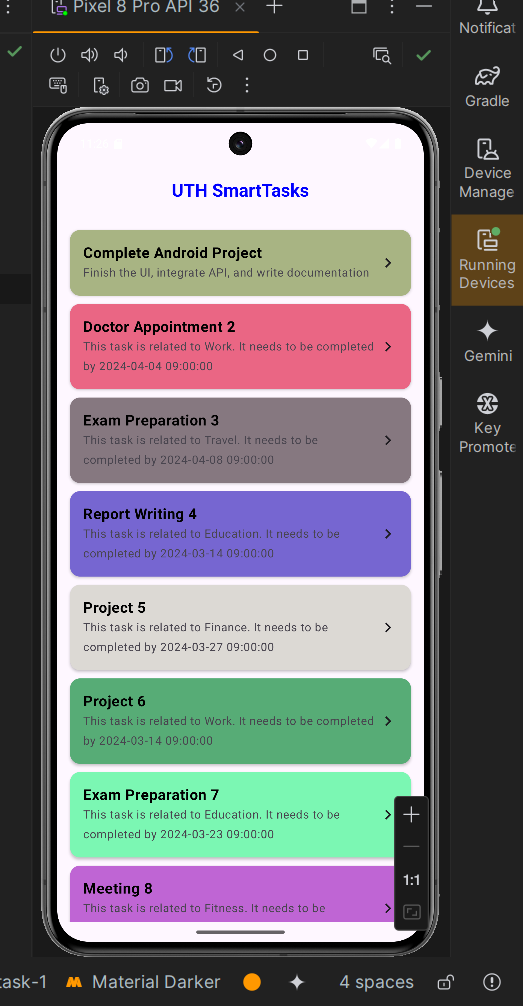 Pixel 8 Pro API 36
Notificat
Gradle
Device
Manage
Running
Devices
Gemini
Key
Promote
UTH SmartTasks
Complete Android Project
Finish the UI, integrate API, and write documentation
Doctor Appointment 2
This task is related to Work. It needs to be completed
by 2024-04-04 09:00:00
Exam Preparation 3
This task is related to Travel. It needs to be
completed by 2024-04-08 09:00:00
Report Writing 4
This task is related to Education. It needs to be
completed by 2024-03-14 09:00:00
Project 5
This task is related to Finance. It needs to be
completed by 2024-03-27 09:00:00
Project 6
This task is related to Work. It needs to be completed
by 2024-03-14 09:00:00
Exam Preparation 7
This task is related to Education. It needs to be
completed by 2024-03-23 09:00:00
Meeting 8
This task is related to Fitness. It needs to be
1:1
task-1
Material Darker
4 spaces